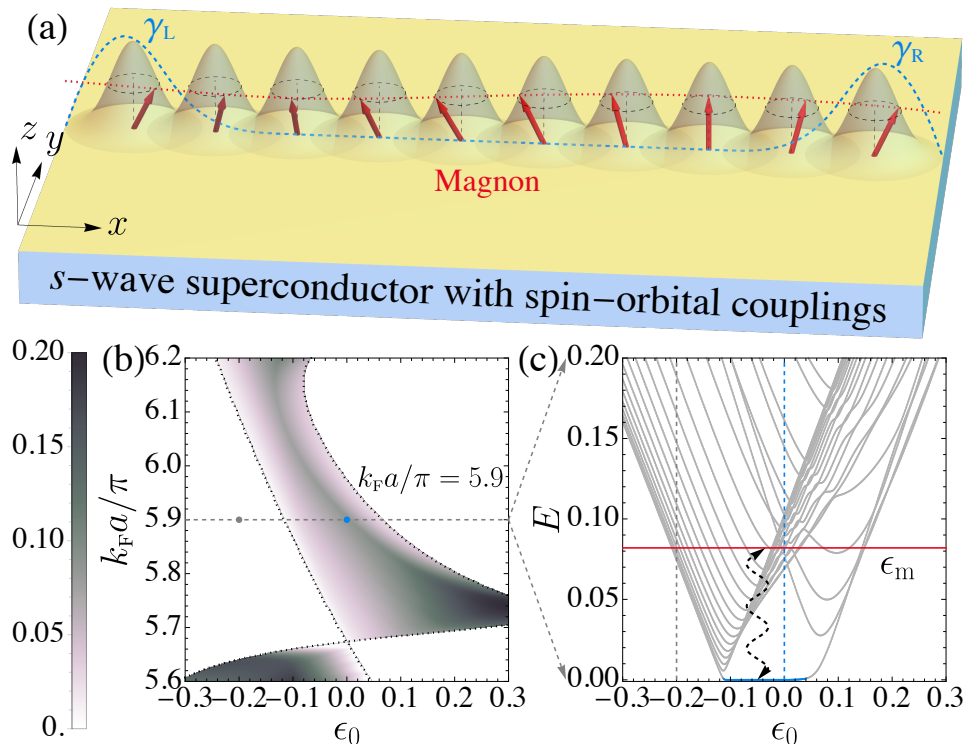 (a)
γL
γR
z
y
x
Magnon
s−wave superconductor with spin−orbital couplings
(b)
(c)
0.20
0.15
0.10
0.05
0.
6.2
6.1
6.0
5.9
5.8
5.7
5.6
kFa/π
kFa/π = 5.9
−0.3 −0.2 −0.1 0.0 0.1 0.2 0.3
ϵ0
0.20
0.15
0.10
0.05
0.00
E
ϵm
−0.3 −0.2 −0.1 0.0 0.1 0.2 0.3
ϵ0